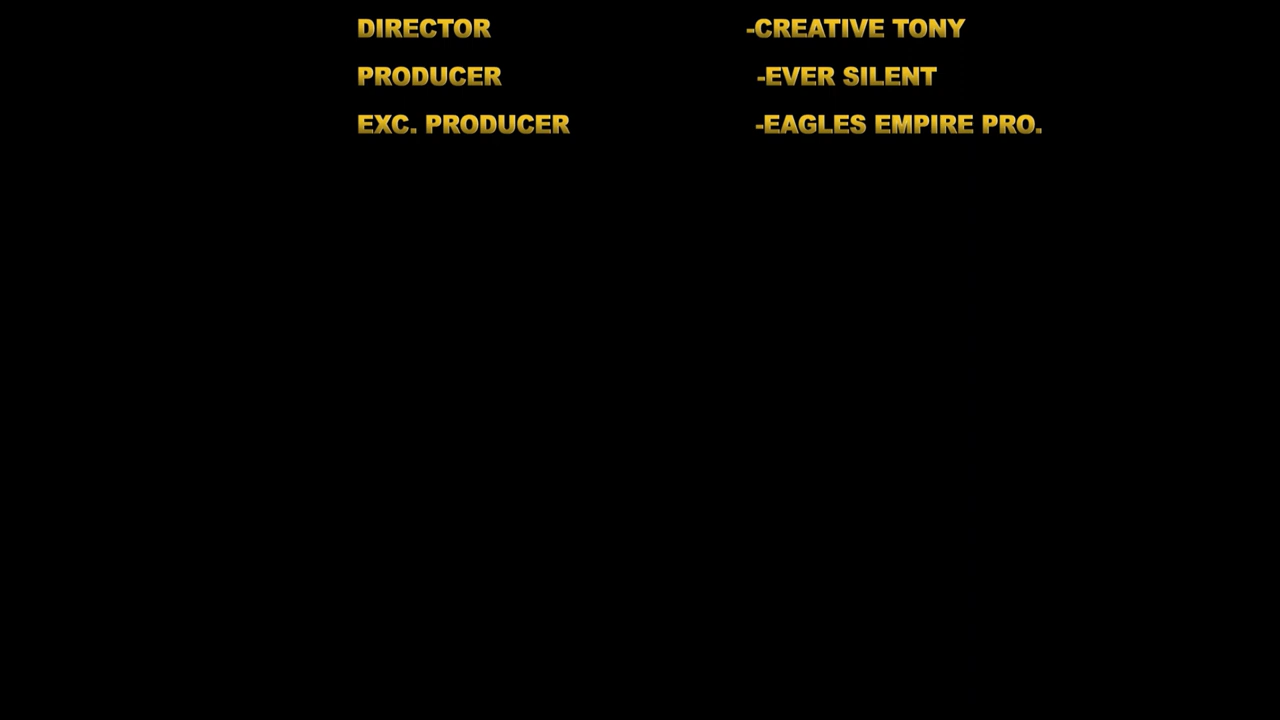 DIRECTOR -CREATIVE TONY
PRODUCER -EVER SILENT
EXC. PRODUCER -EAGLES EMPIRE PRO.